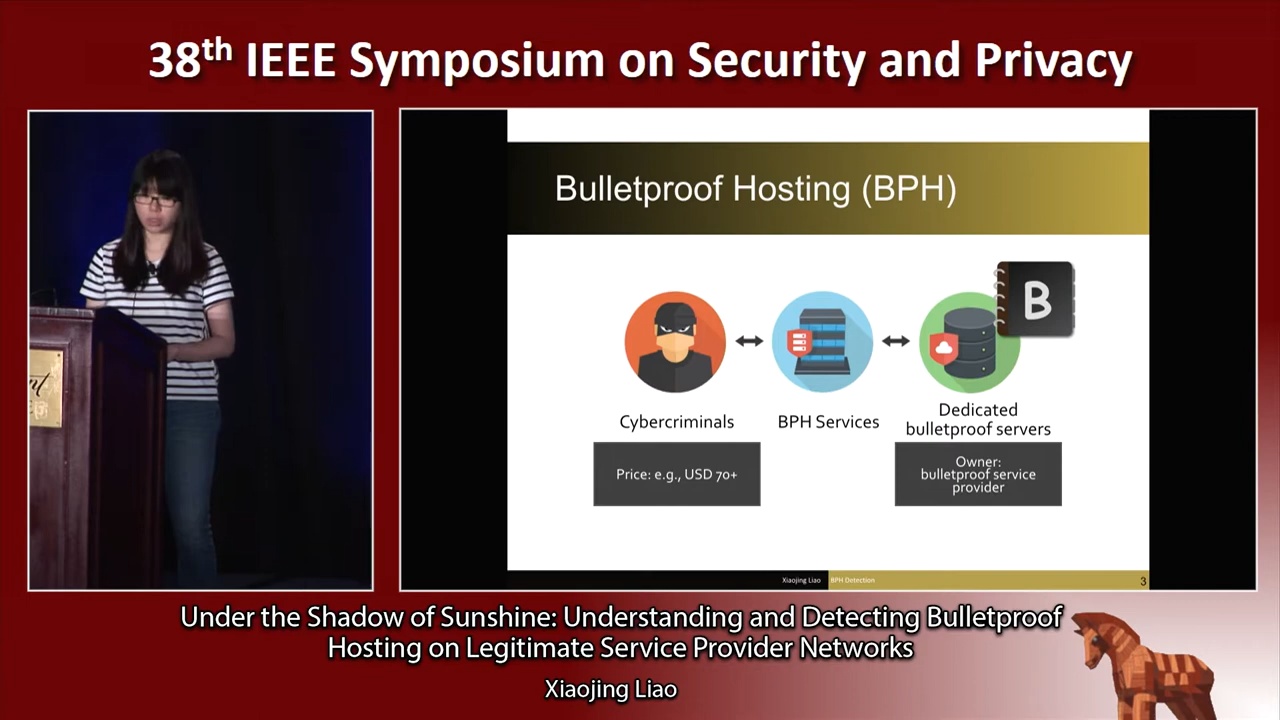 38th IEEE Symposium on Security and Privacy
Bulletproof Hosting (BPH)
B
Cybercriminals
BPH Services
Dedicated
bulletproof servers
Price: e.g., USD 70+
Owner:
bulletproof service
provider
Xiaojing Liao
BPH Detection
3
Under the Shadow of Sunshine: Understanding and Detecting Bulletproof
Hosting on Legitimate Service Provider Networks
Xiaojing Liao